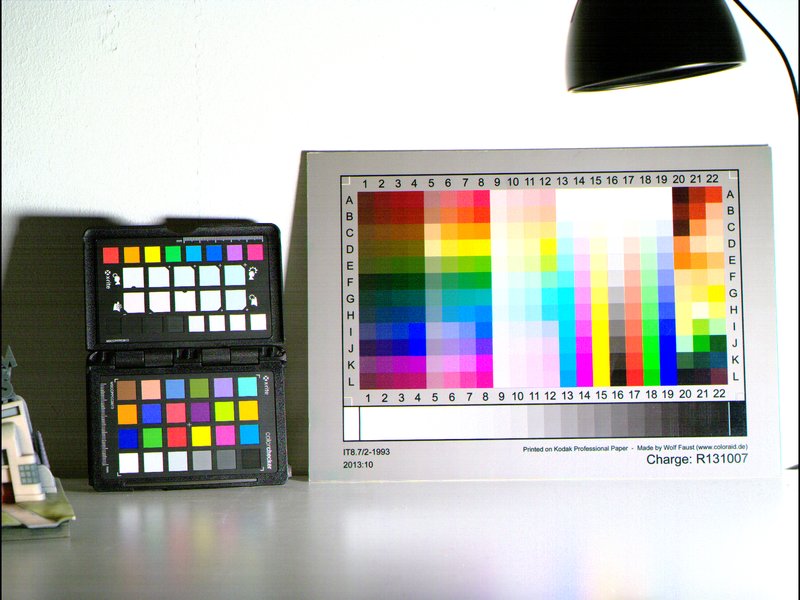 1 2 3 4 5 6 7 8 9 10 11 12 13 14 15 16 17 18 19 20 21 22
A A
B B
C C
D D
E E
F F
G G
H H
I I
J J
K K
L L
1 2 3 4 5 6 7 8 9 10 11 12 13 14 15 16 17 18 19 20 21 22
IT8.7/2-1993
Printed on Kodak Professional Paper - Made by Wolf Faust (www.coloraid.de)
2013:10
Charge: R131007
x-rite
x-rite
colorchecker